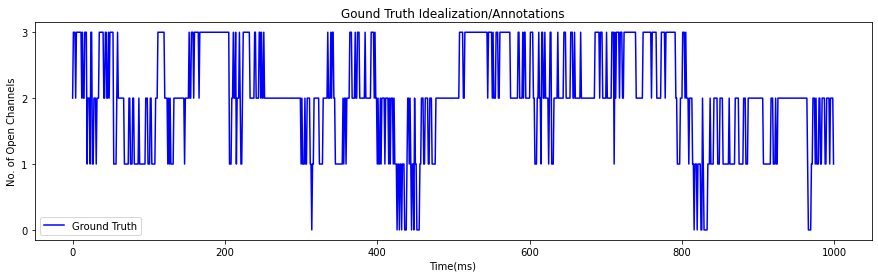 Gound Truth Idealization/Annotations
No. of Open Channels
3
2
1
0
Ground Truth
0
200
400
600
800
1000
Time(ms)